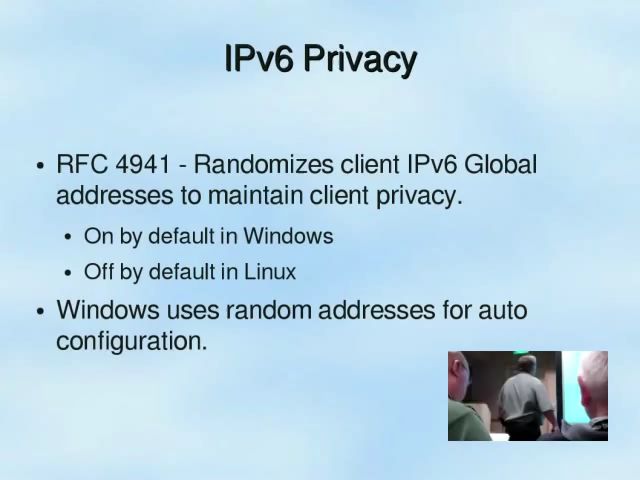 IPv6 Privacy
• RFC 4941 - Randomizes client IPv6 Global
addresses to maintain client privacy.
• On by default in Windows
• Off by default in Linux
• Windows uses random addresses for auto
configuration.